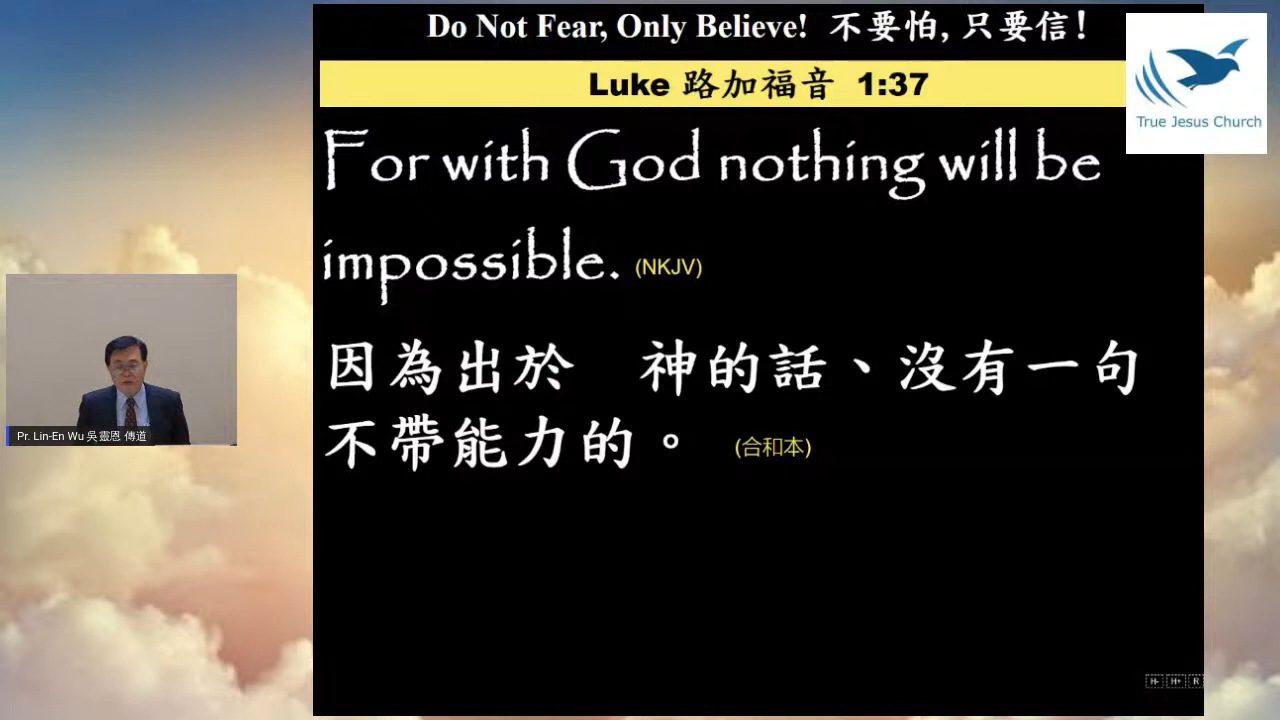 Do Not Fear, Only Believe! 不要怕, 只要信!
Luke 路加福音 1:37
True Jesus Church
For with God nothing will be
impossible. (NKJV)
因為出於　神的話、沒有一句
不帶能力的。 (合和本)
Pr. Lin-En Wu 吳靈恩 傳道
H- H+ R